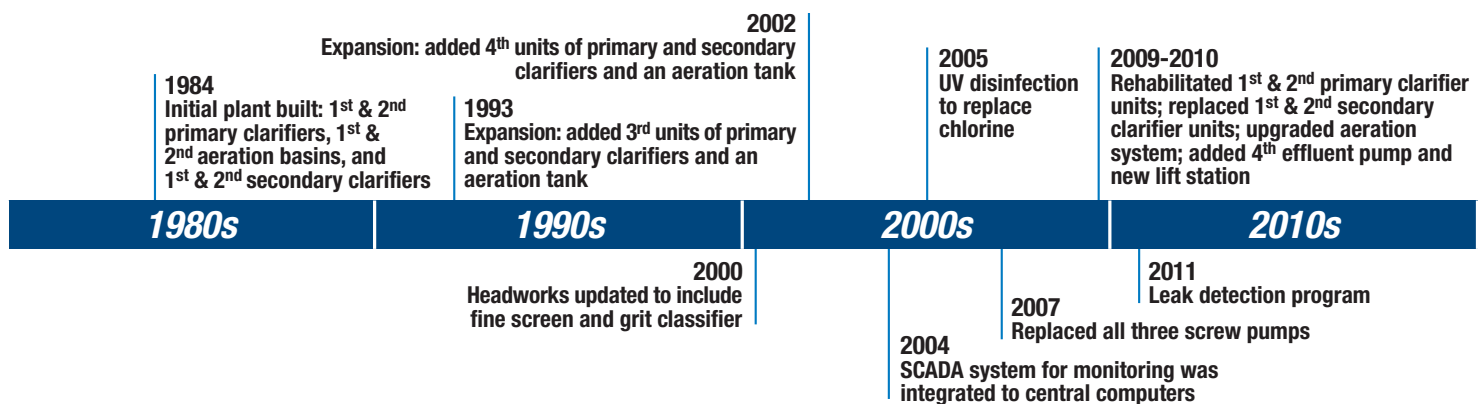 1984
Initial plant built: 1st & 2nd
primary clarifiers, 1st &
2nd aeration basins, and
1st & 2nd secondary clarifiers
1993
Expansion: added 3rd units of primary
and secondary clarifiers and an
aeration tank
2002
Expansion: added 4th units of primary and secondary
clarifiers and an aeration tank
2005
UV disinfection
to replace
chlorine
2009-2010
Rehabilitated 1st & 2nd primary clarifier
units; replaced 1st & 2nd secondary
clarifier units; upgraded aeration
system; added 4th effluent pump and
new lift station
1980s
1990s
2000s
2010s
2000
Headworks updated to include
fine screen and grit classifier
2004
SCADA system for monitoring was
integrated to central computers
2007
Replaced all three screw pumps
2011
Leak detection program